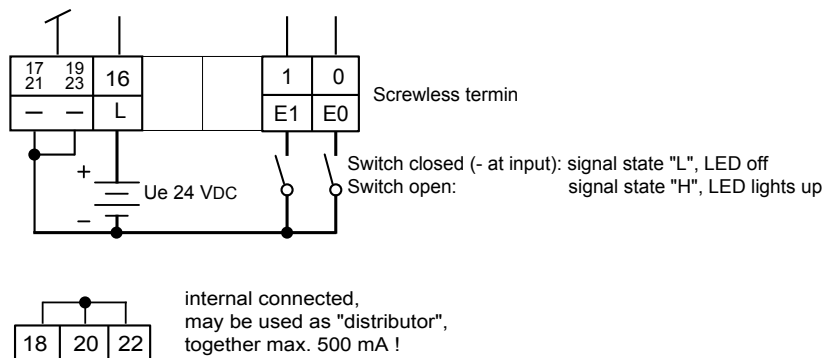 17 19 16 1 0
21 23
— — L E1 E0
Screwless termin
+
Ue 24 VDC
–
Switch closed (- at input): signal state "L", LED off
Switch open: signal state "H", LED lights up
internal connected,
may be used as "distributor",
18 20 22 together max. 500 mA !